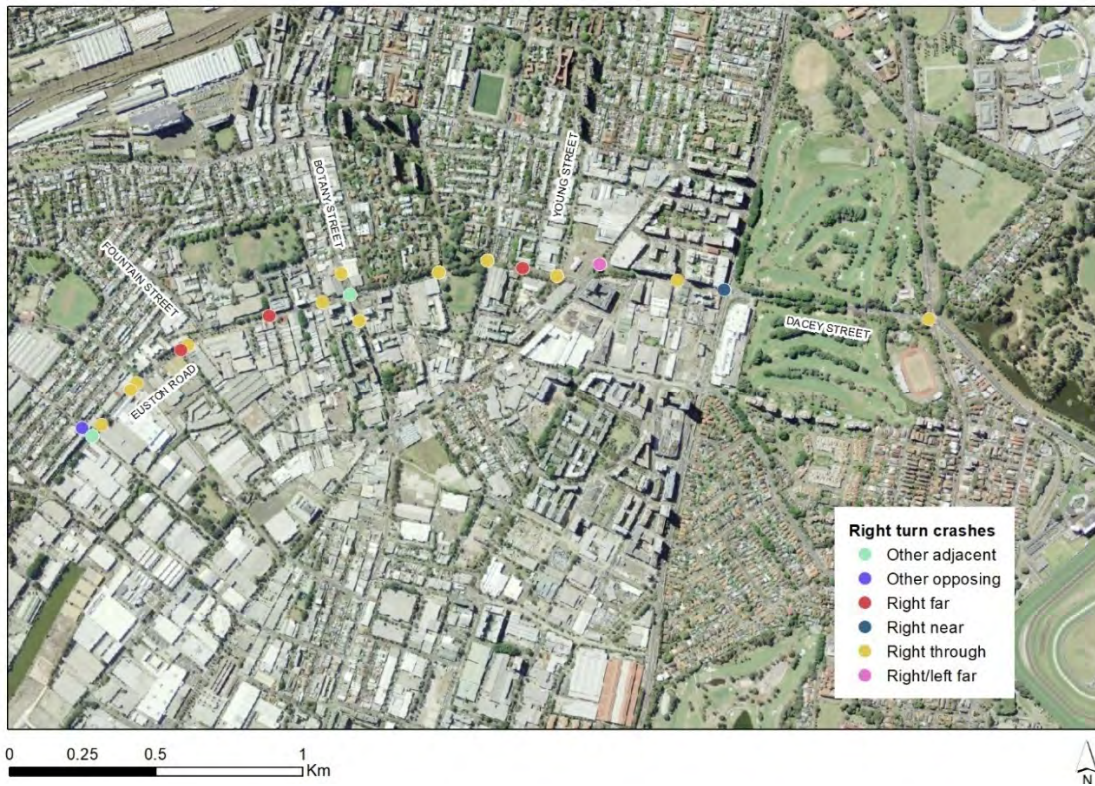 YOUNG STREET
BOTANY STREET
FOUNTAIN STREET
DACEY STREET
EUSTON ROAD
Right turn crashes
Other adjacent
Other opposing
Right far
Right near
Right through
Right/left far
0 0.25 0.5 1
Km
N